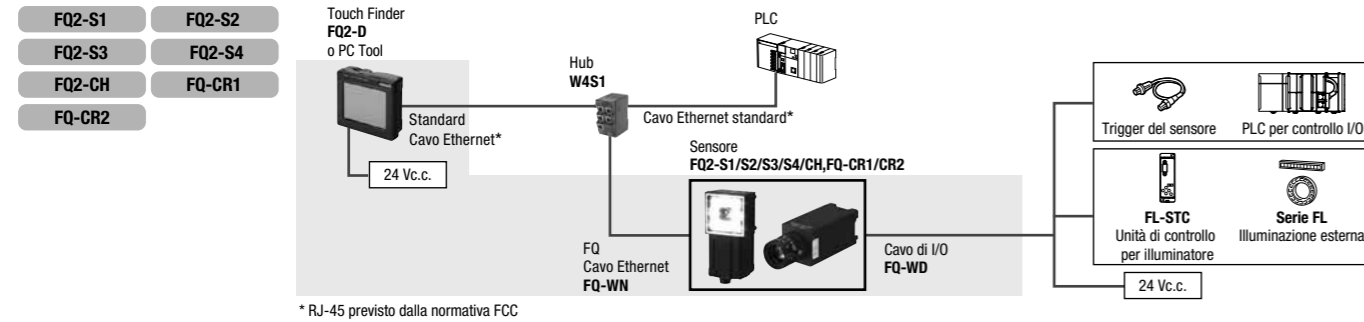 FQ2-S1 FQ2-S2
FQ2-S3 FQ2-S4
FQ2-CH FQ-CR1
FQ-CR2
Touch Finder
FQ2-D
o PC Tool
Standard
Cavo Ethernet*
24 Vc.c.
Hub
W4S1
PLC
Cavo Ethernet standard*
Sensore
FQ2-S1/S2/S3/S4/CH,FQ-CR1/CR2
FQ
Cavo Ethernet
FQ-WN
Cavo di I/O
FQ-WD
Trigger del sensore PLC per controllo I/O
FL-STC
Unità di controllo
per illuminatore
Serie FL
Illuminazione esterna
24 Vc.c.
* RJ-45 previsto dalla normativa FCC